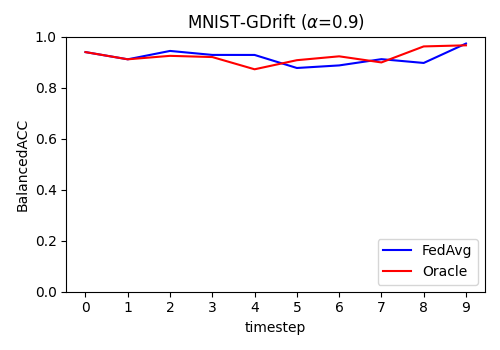 MNIST-GDrift (α=0.9)
BalancedACC
1.0
0.8
0.6
0.4
0.2
0.0
0 1 2 3 4 5 6 7 8 9
timestep
FedAvg
Oracle